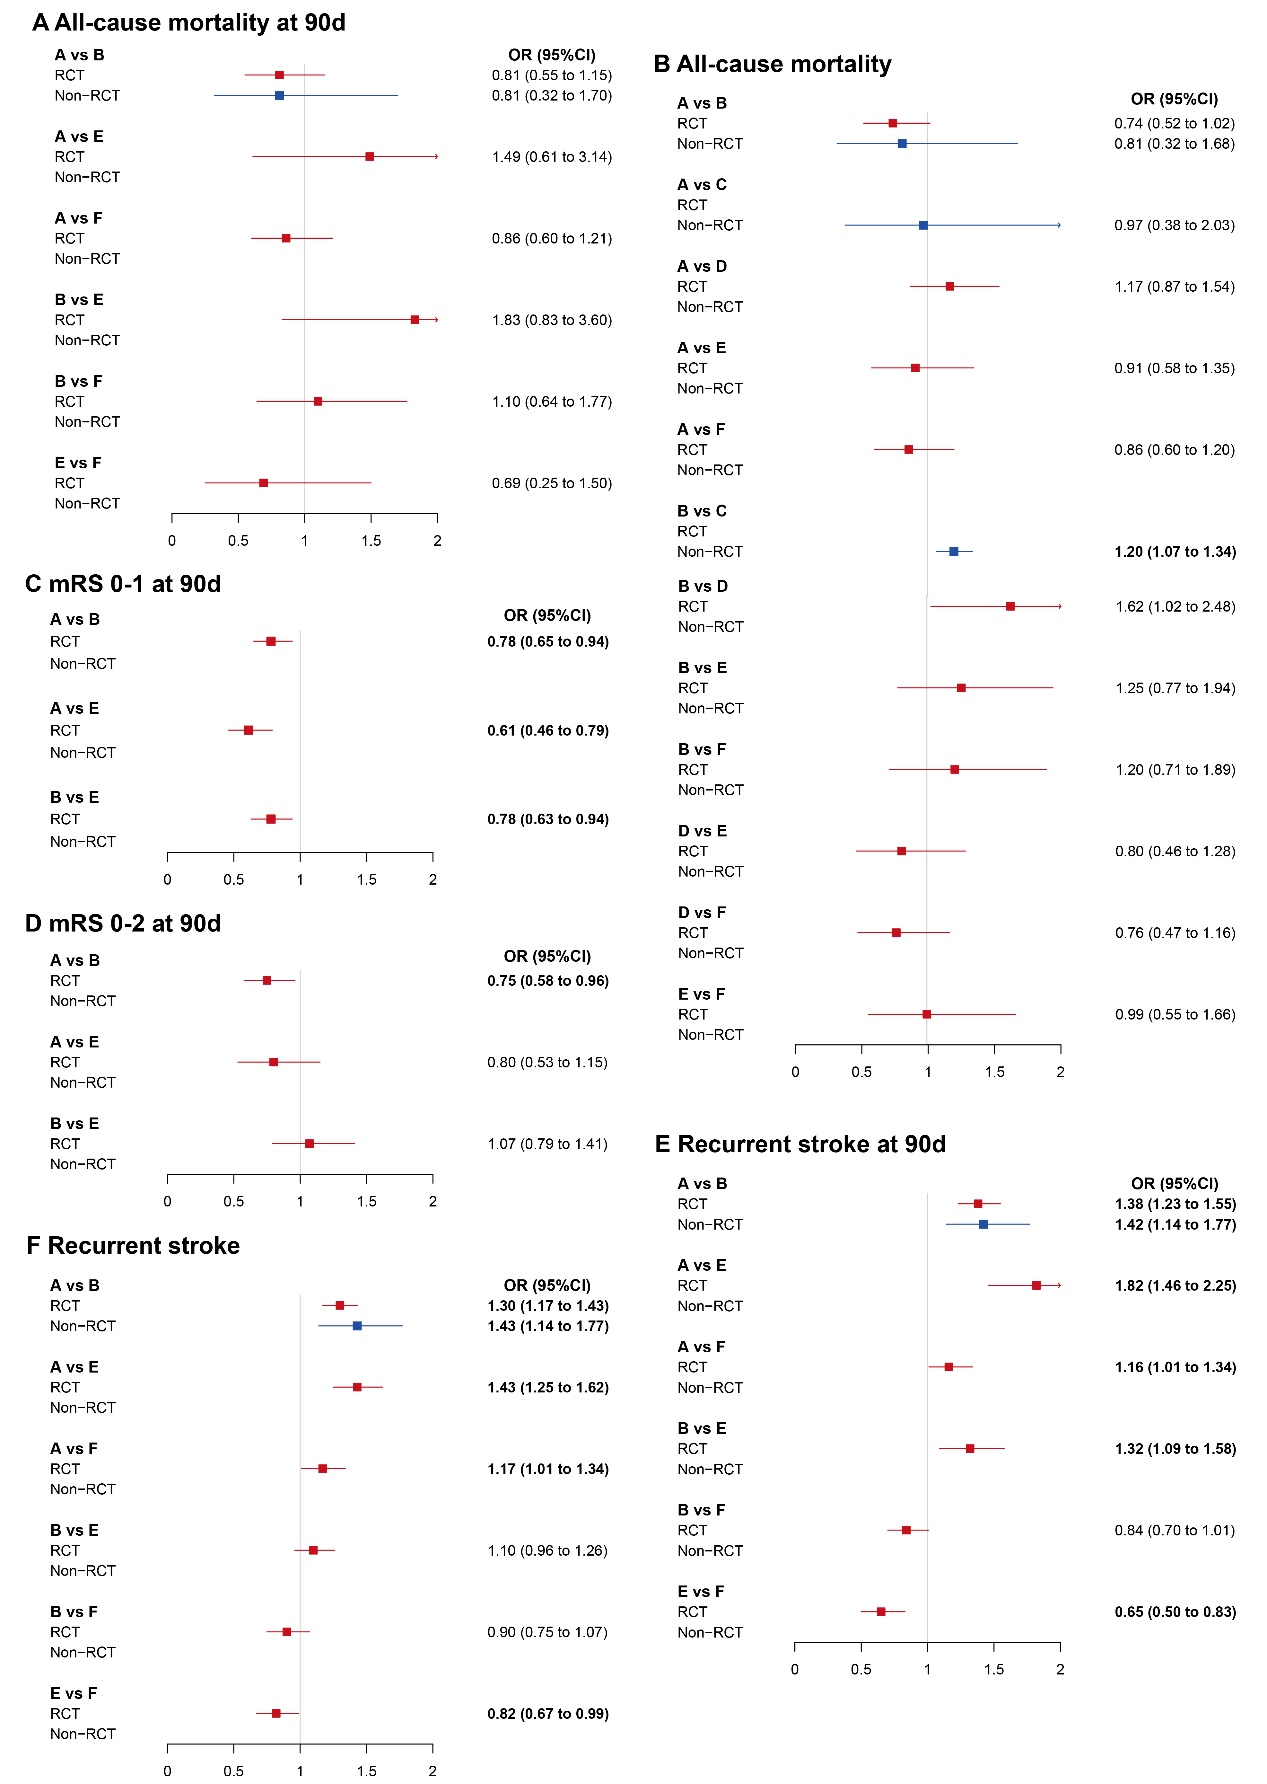 A All-cause mortality at 90d
A vs B OR (95%CI)
RCT 0.81 (0.55 to 1.15)
Non−RCT 0.81 (0.32 to 1.70)
A vs E
RCT 1.49 (0.61 to 3.14)
Non−RCT
A vs F
RCT 0.86 (0.60 to 1.21)
Non−RCT
B vs E
RCT 1.83 (0.83 to 3.60)
Non−RCT
B vs F
RCT 1.10 (0.64 to 1.77)
Non−RCT
E vs F
RCT 0.69 (0.25 to 1.50)
Non−RCT
0 0.5 1 1.5 2
B All-cause mortality
OR (95%CI)
A vs B
RCT 0.74 (0.52 to 1.02)
Non−RCT 0.81 (0.32 to 1.68)
A vs C
RCT
Non−RCT 0.97 (0.38 to 2.03)
A vs D
RCT 1.17 (0.87 to 1.54)
Non−RCT
A vs E
RCT 0.91 (0.58 to 1.35)
Non−RCT
A vs F
RCT 0.86 (0.60 to 1.20)
Non−RCT
B vs C
RCT
Non−RCT 1.20 (1.07 to 1.34)
B vs D
RCT 1.62 (1.02 to 2.48)
Non−RCT
B vs E
RCT 1.25 (0.77 to 1.94)
Non−RCT
B vs F
RCT 1.20 (0.71 to 1.89)
Non−RCT
D vs E
RCT 0.80 (0.46 to 1.28)
Non−RCT
D vs F
RCT 0.76 (0.47 to 1.16)
Non−RCT
E vs F
RCT 0.99 (0.55 to 1.66)
Non−RCT
0 0.5 1 1.5 2
C mRS 0-1 at 90d
A vs B OR (95%CI)
RCT 0.78 (0.65 to 0.94)
Non−RCT
A vs E
RCT 0.61 (0.46 to 0.79)
Non−RCT
B vs E
RCT 0.78 (0.63 to 0.94)
Non−RCT
0 0.5 1 1.5 2
D mRS 0-2 at 90d
A vs B OR (95%CI)
RCT 0.75 (0.58 to 0.96)
Non−RCT
A vs E
RCT 0.80 (0.53 to 1.15)
Non−RCT
B vs E
RCT 1.07 (0.79 to 1.41)
Non−RCT
0 0.5 1 1.5 2
E Recurrent stroke at 90d
A vs B OR (95%CI)
RCT 1.38 (1.23 to 1.55)
Non−RCT 1.42 (1.14 to 1.77)
A vs E
RCT 1.82 (1.46 to 2.25)
Non−RCT
A vs F
RCT 1.16 (1.01 to 1.34)
Non−RCT
B vs E
RCT 1.32 (1.09 to 1.58)
Non−RCT
B vs F
RCT 0.84 (0.70 to 1.01)
Non−RCT
E vs F
RCT 0.65 (0.50 to 0.83)
Non−RCT
0 0.5 1 1.5 2
F Recurrent stroke
A vs B OR (95%CI)
RCT 1.30 (1.17 to 1.43)
Non−RCT 1.43 (1.14 to 1.77)
A vs E
RCT 1.43 (1.25 to 1.62)
Non−RCT
A vs F
RCT 1.17 (1.01 to 1.34)
Non−RCT
B vs E
RCT 1.10 (0.96 to 1.26)
Non−RCT
B vs F
RCT 0.90 (0.75 to 1.07)
Non−RCT
E vs F
RCT 0.82 (0.67 to 0.99)
Non−RCT
0 0.5 1 1.5 2